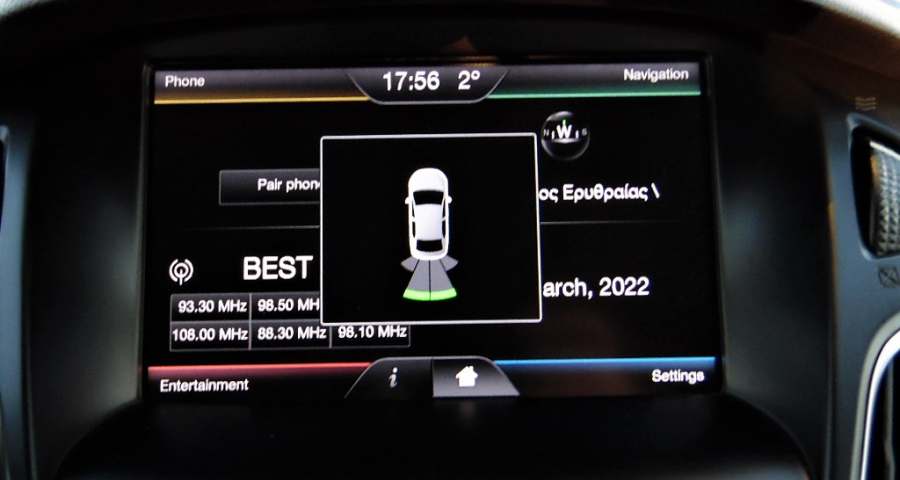 Phone
17:56 2°
Navigation
N W S
Pair phon
ος Ερυθραίας \
BEST
arch, 2022
93.30 MHz 98.50 MH
108.00 MHz 88.30 MHz 98.10 MHz
Entertainment
i
Settings